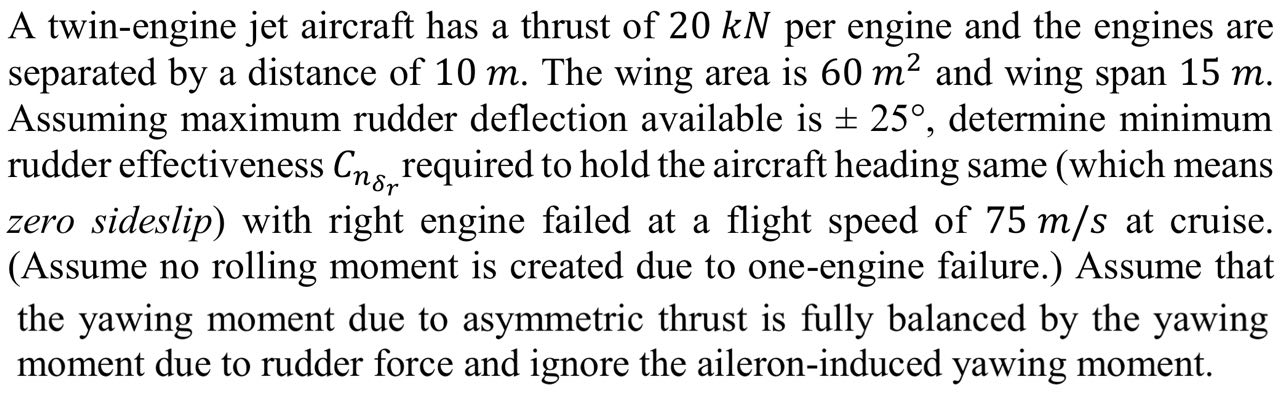 A twin-engine jet aircraft has a thrust of 20 kN per engine and the engines are
separated by a distance of 10 m. The wing area is 60 m² and wing span 15 m.
Assuming maximum rudder deflection available is ± 25°, determine minimum
rudder effectiveness C_{n_{δ_r}} required to hold the aircraft heading same (which means
zero sideslip) with right engine failed at a flight speed of 75 m/s at cruise.
(Assume no rolling moment is created due to one-engine failure.) Assume that
the yawing moment due to asymmetric thrust is fully balanced by the yawing
moment due to rudder force and ignore the aileron-induced yawing moment.